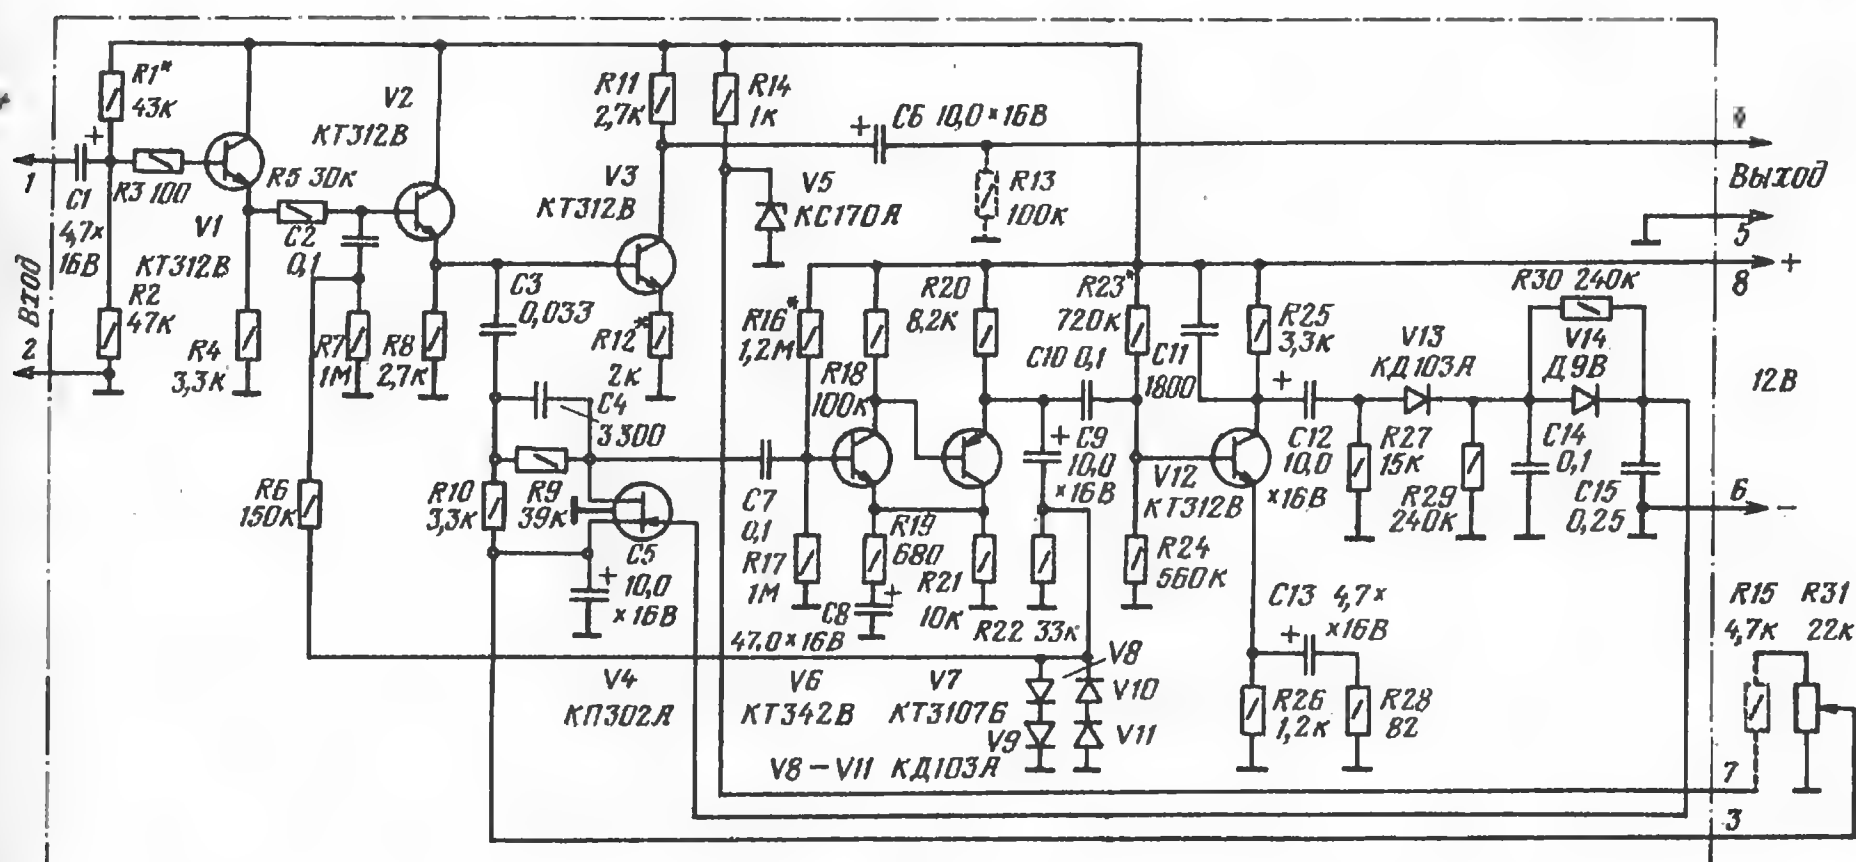 R1*
43к
V2
КТ312В
R11
2,7к
R14
1к
C6 10,0×16В
+
+
1
C1
4,7×
16В
R3 100
V1
КТ312В
R5 30к
C2
0,1
V3
КТ312В
V5
КС170А
R13
100к
Выход
5
8
+
Вход
2
R2
47к
R4
3,3к
R7
1М
R8
2,7к
C3
0,033
R12*
2к
R16*
1,2М
R18
100к
R20
8,2к
R23*
720к
C10 0,1
C11
1800
R25
3,3к
V13
КД103А
R30 240к
V14
Д9В
12В
C4
3300
R6
150к
R10
3,3к
R9
39к
C5
+
10,0
×16В
C7
0,1
R17
1М
R19
680
C8
+
47.0×16В
R21
10к
R22 33к
+
C9
10,0
×16В
V12
КТ312В
R24
560к
+
C12
10,0
×16В
R27
15к
R29
240к
C14
0,1
C15
0,25
6
−
C13 4,7×
×16В
+
R15
4,7к
R31
22к
V4
КП302А
V6
КТ342В
V7
КТ3107Б
V8
V10
V9
V11
V8–V11 КД103А
R26
1,2к
R28
82
7
3